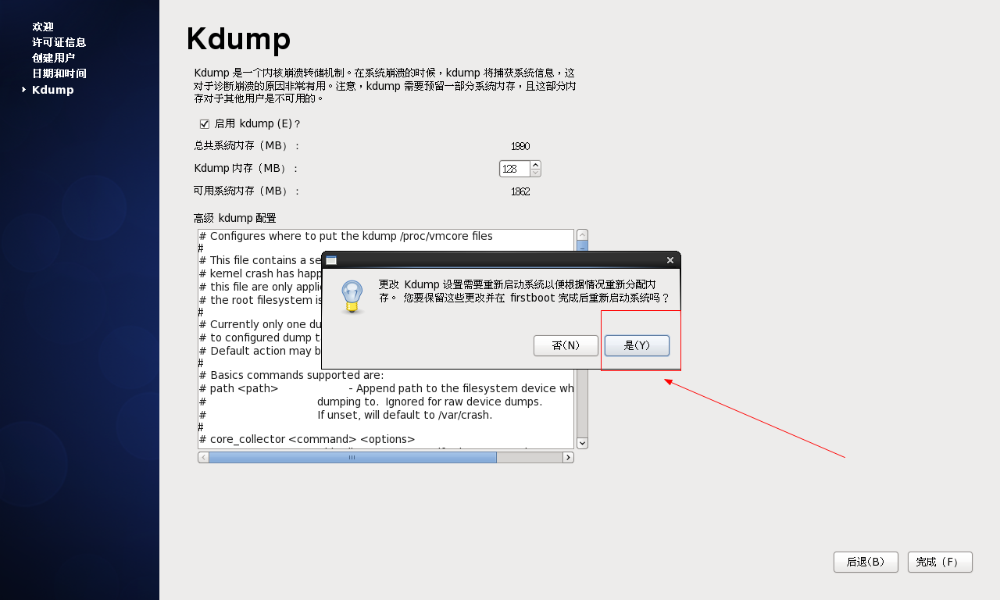 欢迎
许可证信息
创建用户
日期和时间
Kdump
Kdump
Kdump 是一个内核崩溃转储机制。在系统崩溃的时候，kdump 将捕获系统信息，这
对于诊断崩溃的原因非常有用。注意，kdump 需要预留一部分系统内存，且这部分内
存对于其他用户是不可用的。
启用 kdump (E)？
总共系统内存（MB）： 1990
Kdump 内存（MB）： 128
可用系统内存（MB）： 1862
高级 kdump 配置
# Configures where to put the kdump /proc/vmcore files
#
# This file contains a se
# kernel crash has happ
# this file are only appli
# the root filesystem is
#
# Currently only one du
# to configured dump t
# Default action may b
#
# Basics commands supported are:
# path <path> - Append path to the filesystem device wh
# dumping to. Ignored for raw device dumps.
# If unset, will default to /var/crash.
#
# core_collector <command> <options>
更改 Kdump 设置需要重新启动系统以便根据情况重新分配内
存。 您要保留这些更改并在 firstboot 完成后重新启动系统吗？
否(N) 是(Y)
后退(B) 完成（F）